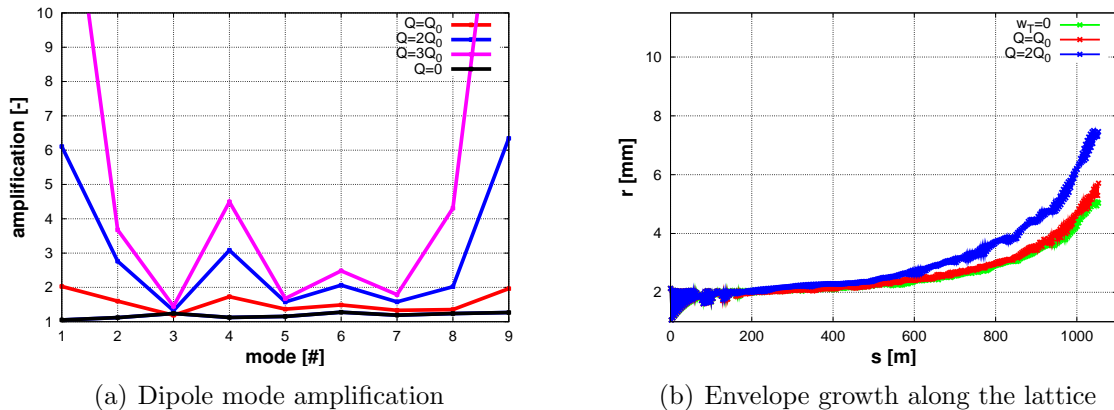 10
9
8
7
6
5
4
3
2
1
amplification [-]
1 2 3 4 5 6 7 8 9
mode [#]
Q=Q₀
Q=2Q₀
Q=3Q₀
Q=0
(a) Dipole mode amplification
10
8
6
4
2
r [mm]
0 200 400 600 800 1000
s [m]
w_T=0
Q=Q₀
Q=2Q₀
(b) Envelope growth along the lattice